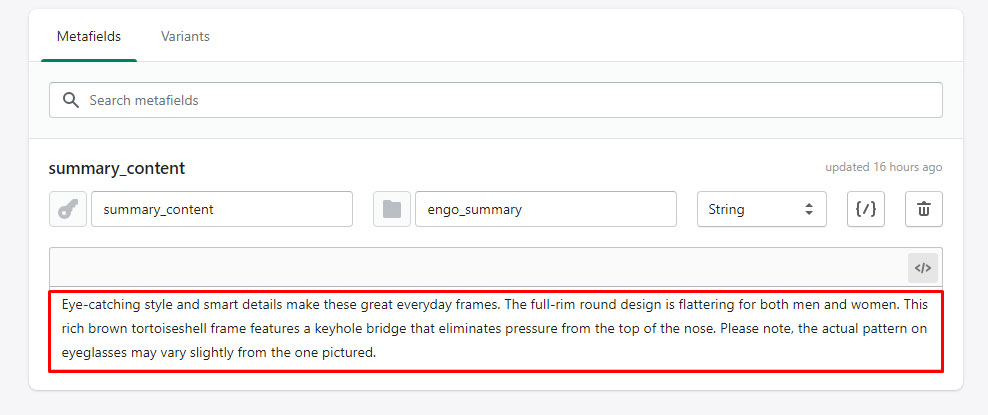 Metafields Variants
Search metafields
summary_content updated 16 hours ago
summary_content engo_summary String {/}
</>
Eye-catching style and smart details make these great everyday frames. The full-rim round design is flattering for both men and women. This
rich brown tortoiseshell frame features a keyhole bridge that eliminates pressure from the top of the nose. Please note, the actual pattern on
eyeglasses may vary slightly from the one pictured.